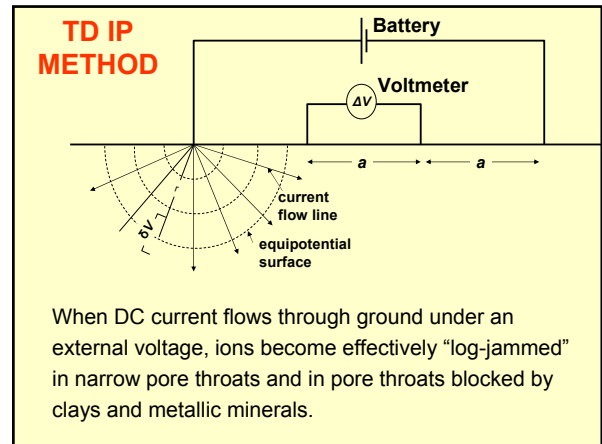 TD IP
METHOD
Battery
Voltmeter
ΔV
a
a
current
flow line
δV
equipotential
surface
When DC current flows through ground under an
external voltage, ions become effectively “log-jammed”
in narrow pore throats and in pore throats blocked by
clays and metallic minerals.